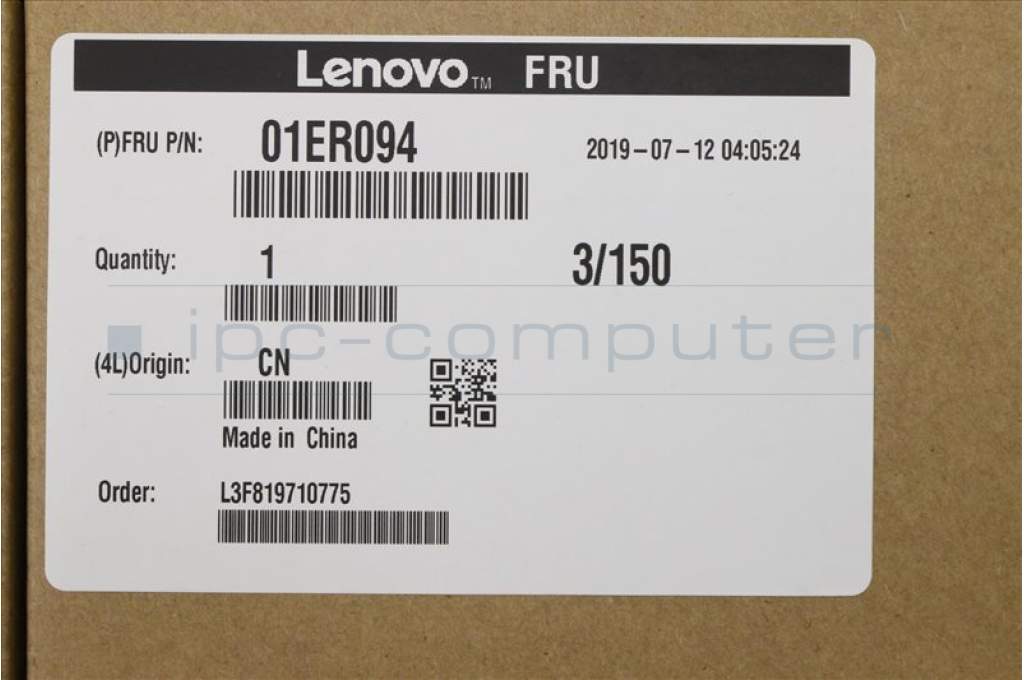 Lenovo™ FRU
(P)FRU P/N: 01ER094 2019-07-12 04:05:24
Quantity: 1 3/150
ipc-computer
(4L)Origin: CN
Made in China
Order: L3F819710775